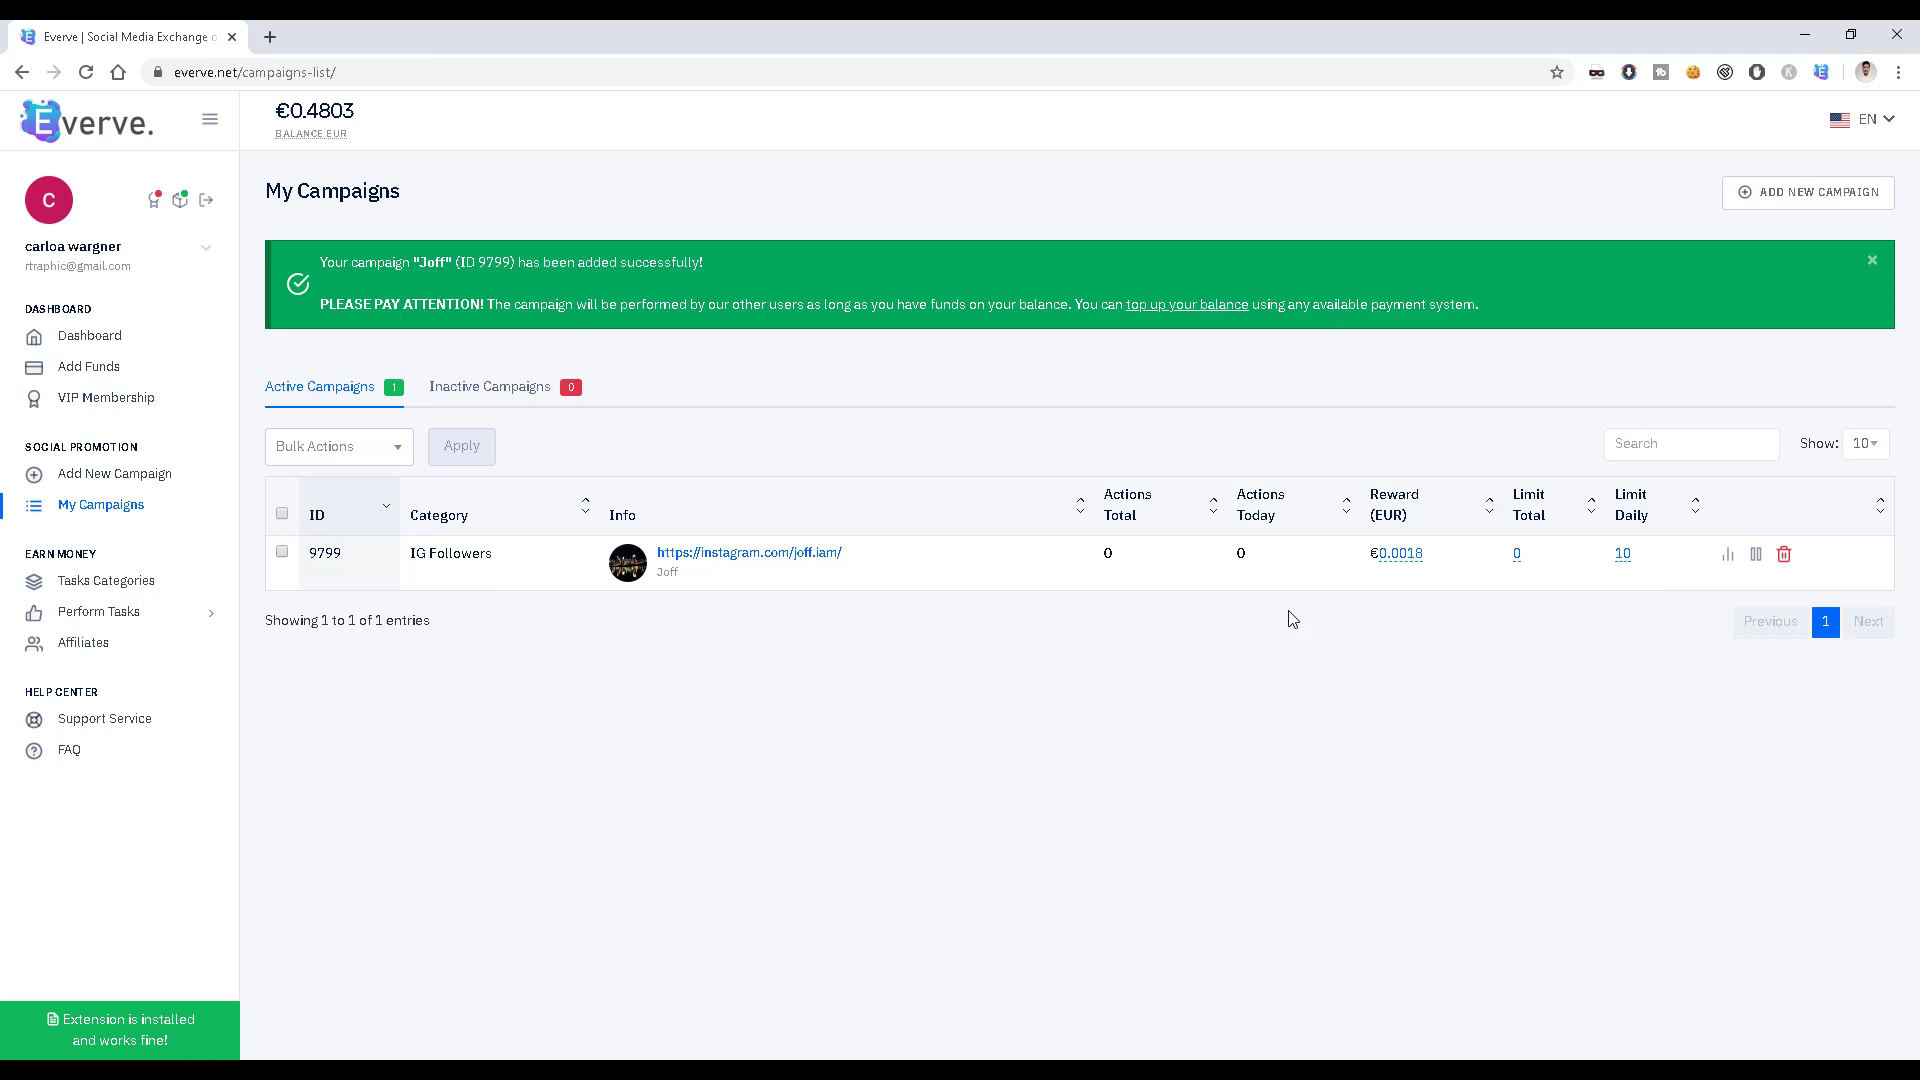 Everve | Social Media Exchange o
everve.net/campaigns-list/
Everve.
€0.4803
BALANCE EUR
EN
C
carloa wargner
rtraphic@gmail.com
DASHBOARD
Dashboard
Add Funds
VIP Membership
SOCIAL PROMOTION
Add New Campaign
My Campaigns
EARN MONEY
Tasks Categories
Perform Tasks
Affiliates
HELP CENTER
Support Service
FAQ
Extension is installed
and works fine!
My Campaigns
ADD NEW CAMPAIGN
Your campaign "Joff" (ID 9799) has been added successfully!
PLEASE PAY ATTENTION! The campaign will be performed by our other users as long as you have funds on your balance. You can top up your balance using any available payment system.
Active Campaigns 1 Inactive Campaigns 0
Bulk Actions Apply Search Show: 10
ID Category Info Actions Total Actions Today Reward (EUR) Limit Total Limit Daily
9799 IG Followers https://instagram.com/joff.iam/ 0 0 €0.0018 0 10
Joff
Showing 1 to 1 of 1 entries
Previous 1 Next